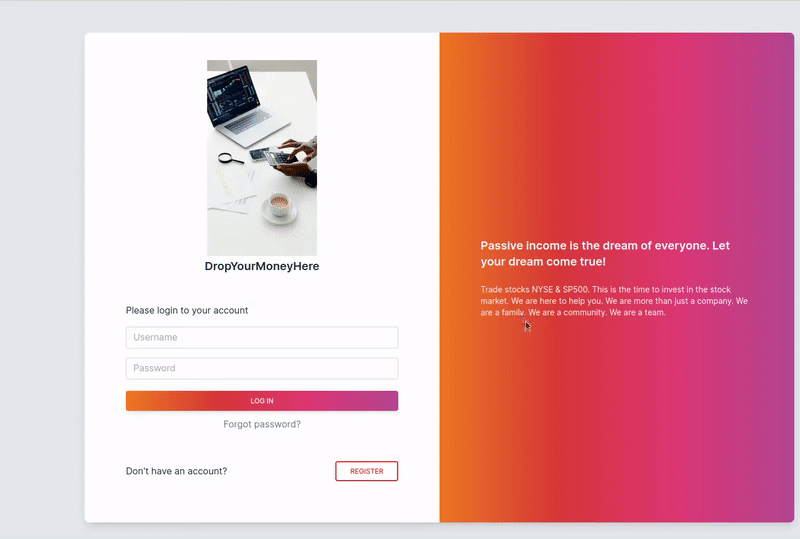 DropYourMoneyHere
Please login to your account
Username
Password
LOG IN
Forgot password?
Don't have an account?
REGISTER
Passive income is the dream of everyone. Let
your dream come true!
Trade stocks NYSE & SP500. This is the time to invest in the stock
market. We are here to help you. We are more than just a company. We
are a family. We are a community. We are a team.